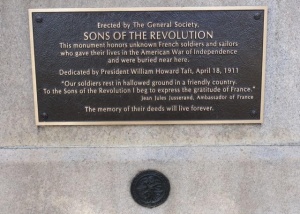 Erected by The General Society,
SONS OF THE REVOLUTION
This monument honors unknown French soldiers and sailors
who gave their lives in the American War of Independence
and were buried near here.
Dedicated by President William Howard Taft, April 18, 1911
"Our soldiers rest in hallowed ground in a friendly country.
To the Sons of the Revolution I beg to express the gratitude of France."
Jean Jules Jusserand, Ambassador of France
The memory of their deeds will live forever.